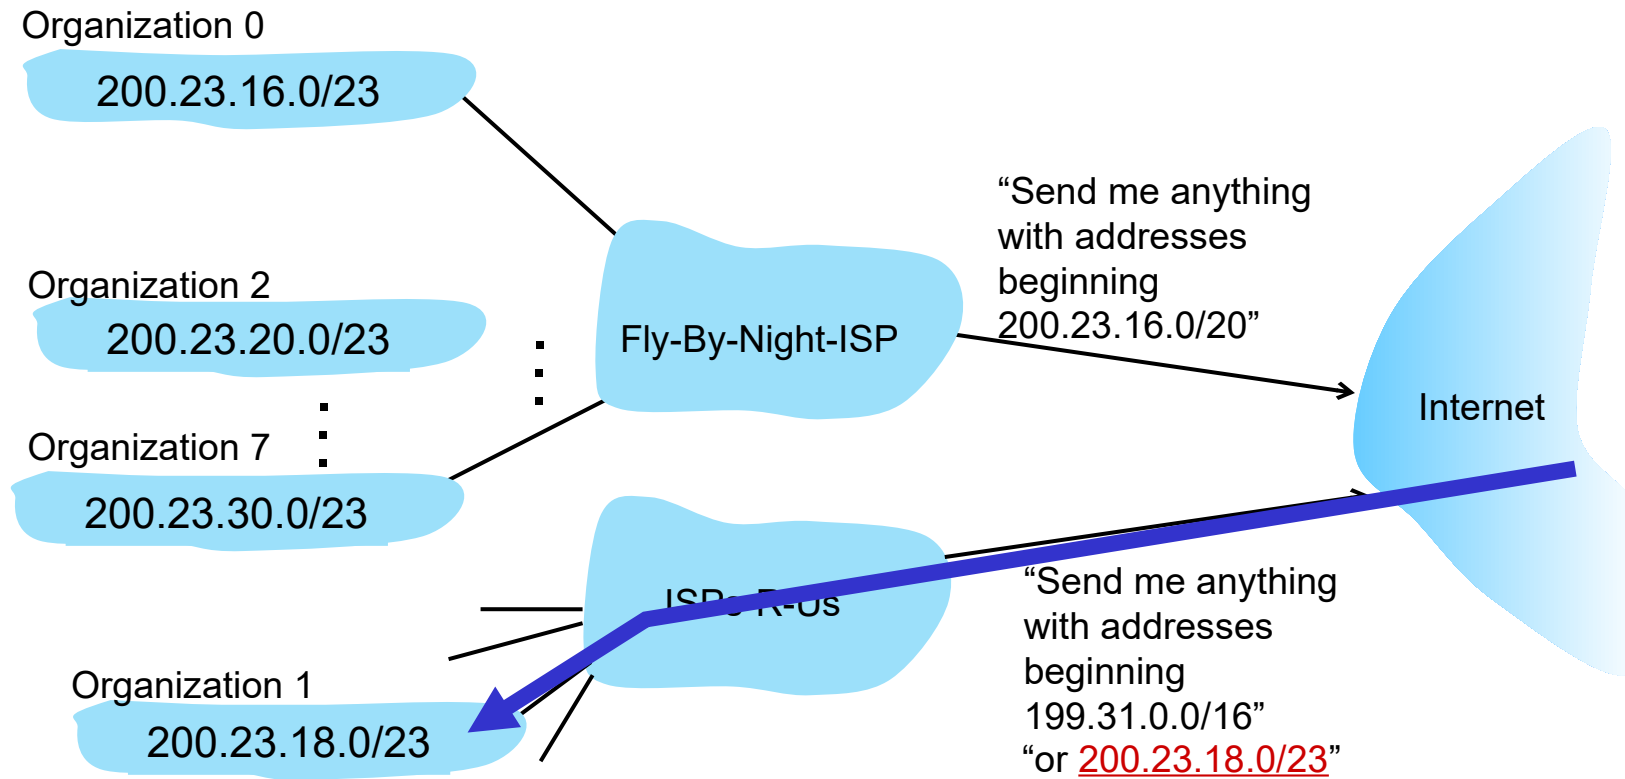 Organization 0
200.23.16.0/23
Organization 2
200.23.20.0/23
Organization 7
200.23.30.0/23
Organization 1
200.23.18.0/23
Fly-By-Night-ISP
ISPs-R-Us
“Send me anything
with addresses
beginning
200.23.16.0/20”
“Send me anything
with addresses
beginning
199.31.0.0/16”
“or 200.23.18.0/23”
Internet